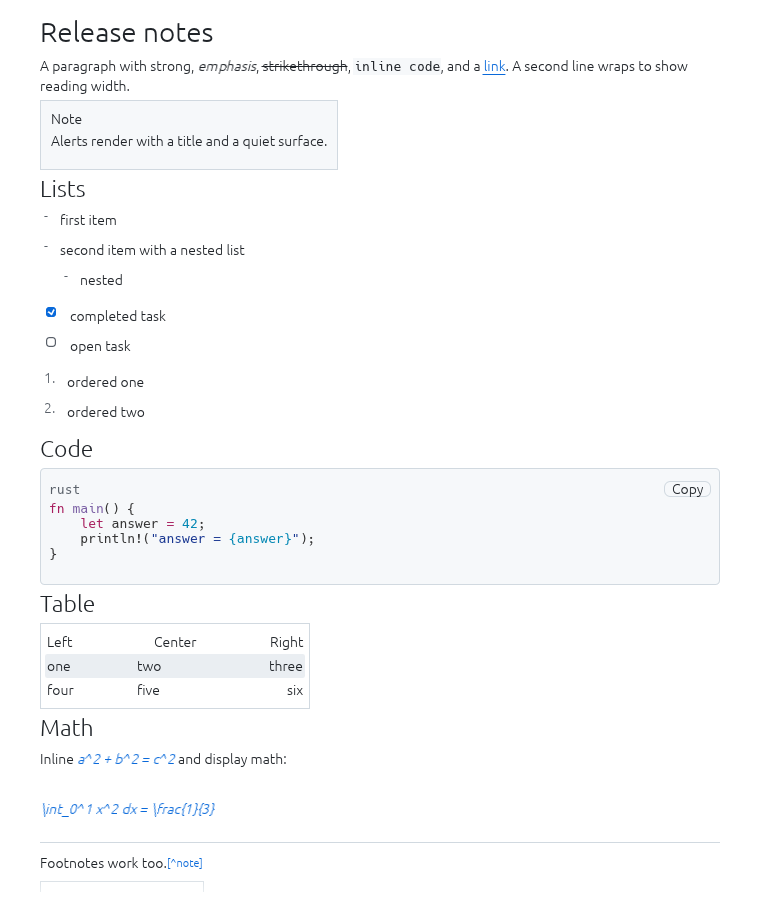 Release notes
A paragraph with strong, emphasis, strikethrough, inline code, and a link. A second line wraps to show
reading width.
Note
Alerts render with a title and a quiet surface.
Lists
- first item
- second item with a nested list
- nested
completed task
open task
1. ordered one
2. ordered two
Code
rust Copy
fn main() {
    let answer = 42;
    println!("answer = {answer}");
}
Table
Left Center Right
one two three
four five six
Math
Inline a^2 + b^2 = c^2 and display math:
\int_0^1 x^2 dx = \frac{1}{3}
Footnotes work too.[^note]